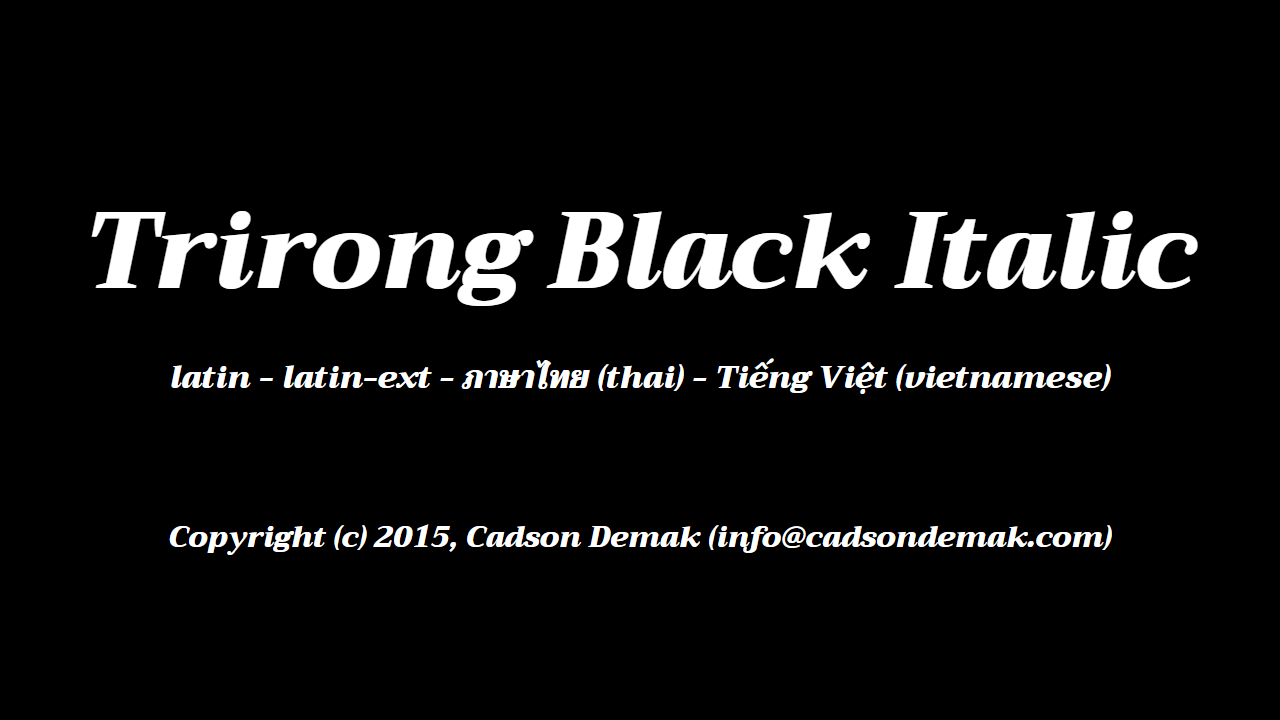 Trirong Black Italic
latin - latin-ext - ภาษาไทย (thai) - Tiếng Việt (vietnamese)
Copyright (c) 2015, Cadson Demak (info@cadsondemak.com)